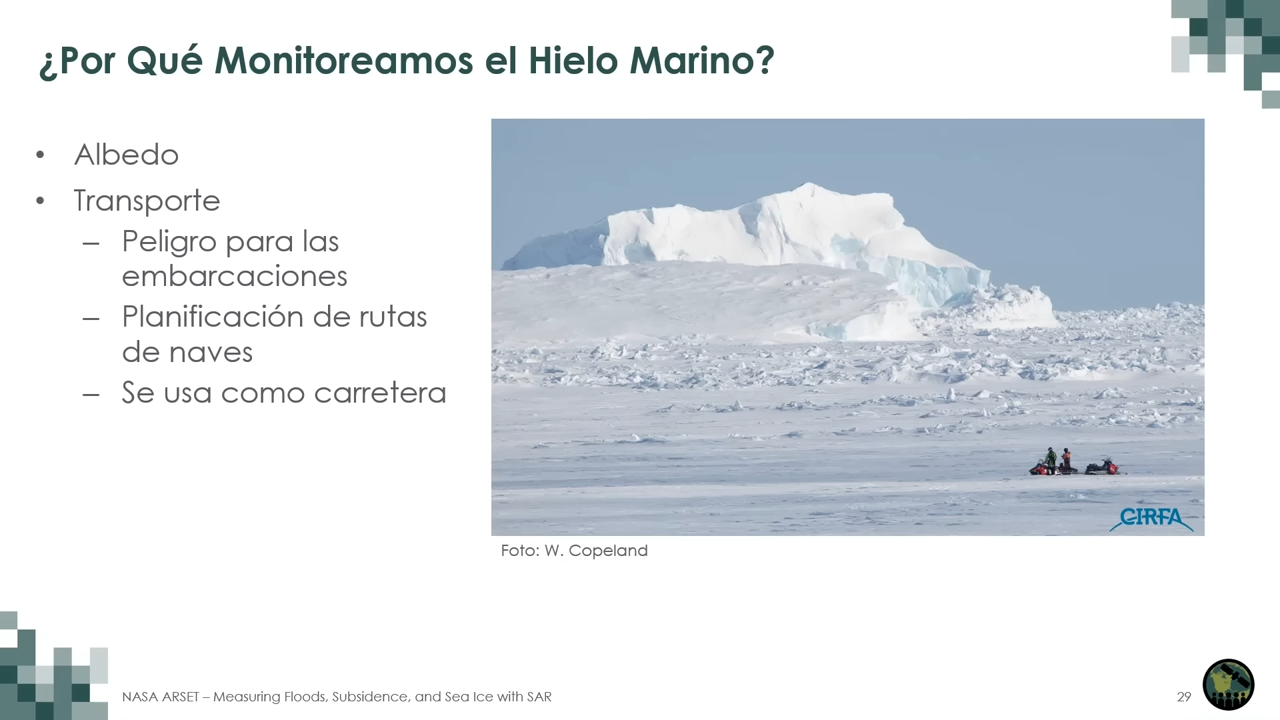 ¿Por Qué Monitoreamos el Hielo Marino?
• Albedo
• Transporte
– Peligro para las
embarcaciones
– Planificación de rutas
de naves
– Se usa como carretera
CIRFA
Foto: W. Copeland
NASA ARSET – Measuring Floods, Subsidence, and Sea Ice with SAR
29